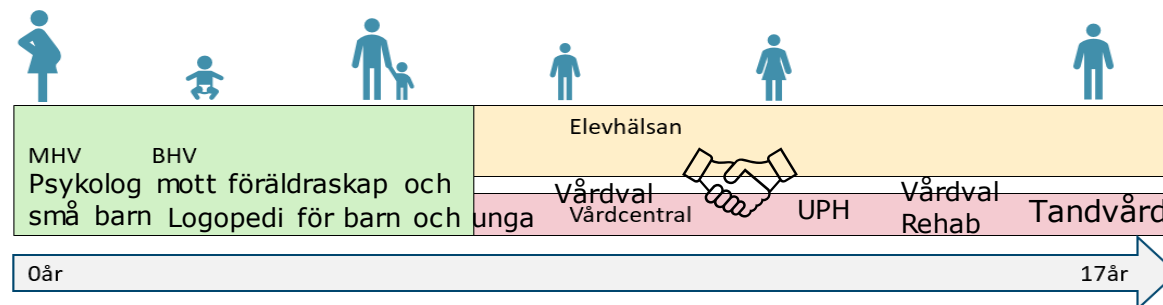 Elevhälsan
MHV BHV
Psykolog mott föräldraskap och
små barn Logopedi för barn och unga
Vårdval
Vårdcentral
UPH
Vårdval
Rehab
Tandvård
0år
17år